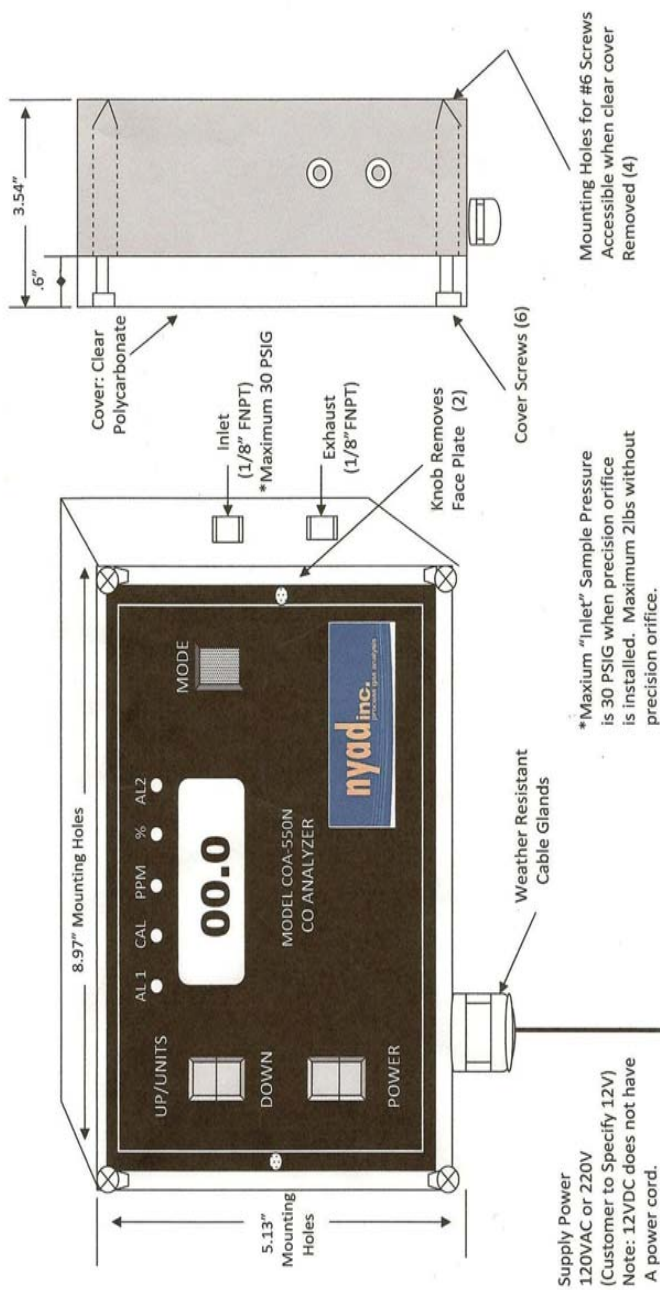 8.97" Mounting Holes
5.13"
Mounting
Holes
UP/UNITS
DOWN
POWER
AL 1 CAL PPM % AL2
00.0
MODEL COA-550N
CO ANALYZER
MODE
nyad inc.
process gas analysis
Inlet
(1/8" FNPT)
*Maximum 30 PSIG
Exhaust
(1/8"FNPT)
Knob Removes
Face Plate (2)
Cover: Clear
Polycarbonate
.6"
3.54"
Cover Screws (6)
Mounting Holes for #6 Screws
Accessible when clear cover
Removed (4)
Weather Resistant
Cable Glands
*Maxium "Inlet" Sample Pressure
is 30 PSIG when precision orifice
is installed. Maximum 2lbs without
precision orifice.
Supply Power
120VAC or 220V
(Customer to Specify 12V)
Note: 12VDC does not have
A power cord.